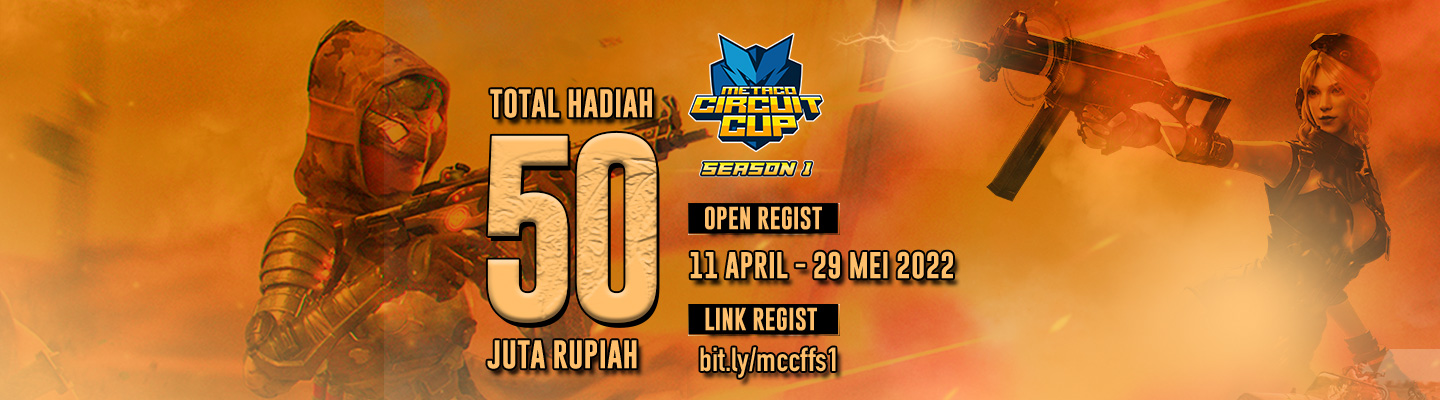 TOTAL HADIAH
50
JUTA RUPIAH
METACO
CIRCUIT
CUP
SEASON 1
OPEN REGIST
11 APRIL - 29 MEI 2022
LINK REGIST
bit.ly/mccffs1